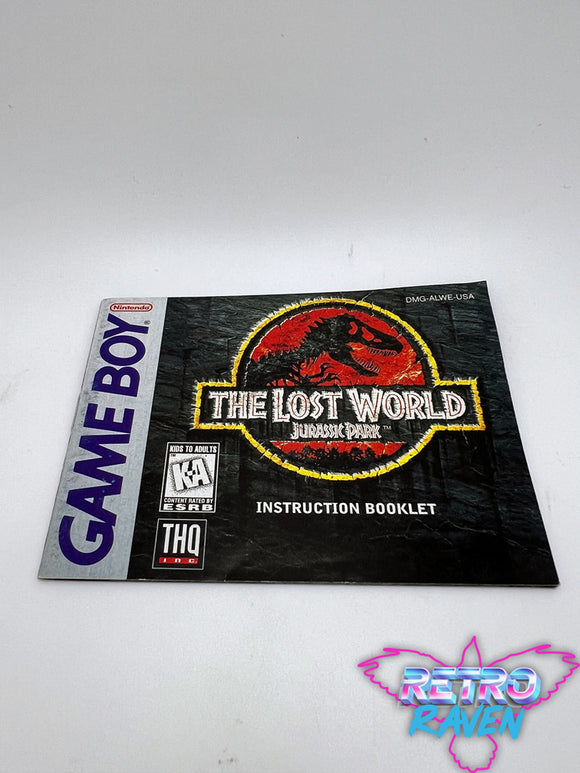 Nintendo®
GAME BOY
DMG-ALWE-USA
THE LOST WORLD
JURASSIC PARK™
KIDS TO ADULTS
K-A
CONTENT RATED BY
ESRB
INSTRUCTION BOOKLET
THQ
INC
RETRO
RAVEN